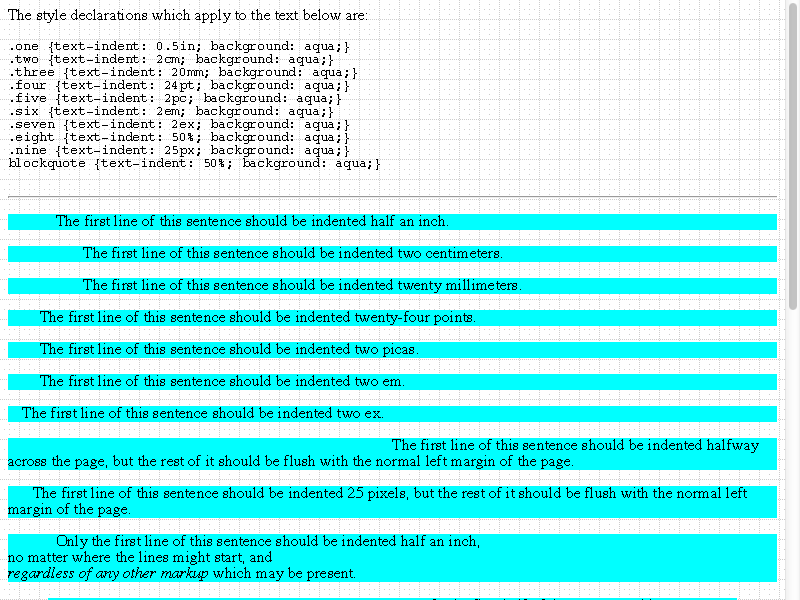 The style declarations which apply to the text below are:
.one {text-indent: 0.5in; background: aqua;}
.two {text-indent: 2cm; background: aqua;}
.three {text-indent: 20mm; background: aqua;}
.four {text-indent: 24pt; background: aqua;}
.five {text-indent: 2pc; background: aqua;}
.six {text-indent: 2em; background: aqua;}
.seven {text-indent: 2ex; background: aqua;}
.eight {text-indent: 50%; background: aqua;}
.nine {text-indent: 25px; background: aqua;}
blockquote {text-indent: 50%; background: aqua;}
The first line of this sentence should be indented half an inch.
The first line of this sentence should be indented two centimeters.
The first line of this sentence should be indented twenty millimeters.
The first line of this sentence should be indented twenty-four points.
The first line of this sentence should be indented two picas.
The first line of this sentence should be indented two em.
The first line of this sentence should be indented two ex.
The first line of this sentence should be indented halfway
across the page, but the rest of it should be flush with the normal left margin of the page.
The first line of this sentence should be indented 25 pixels, but the rest of it should be flush with the normal left
margin of the page.
Only the first line of this sentence should be indented half an inch,
no matter where the lines might start, and
regardless of any other markup which may be present.